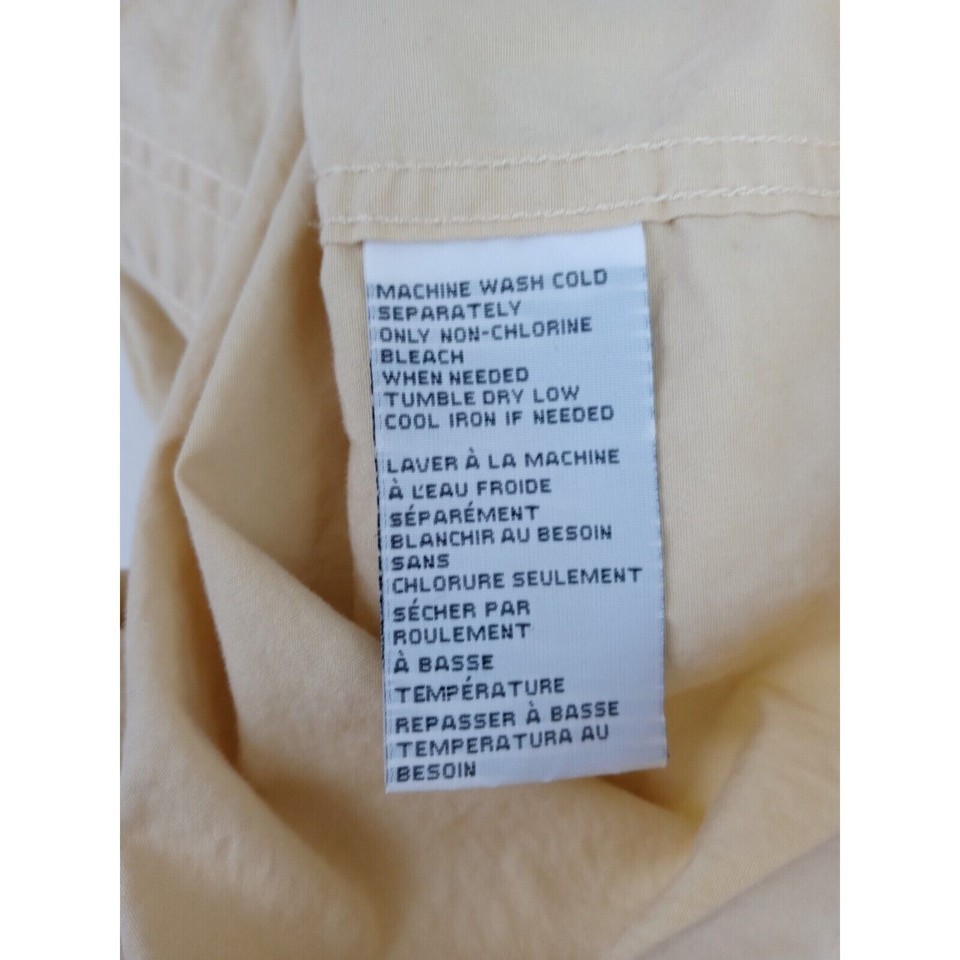 MACHINE WASH COLD
SEPARATELY
ONLY NON-CHLORINE
BLEACH
WHEN NEEDED
TUMBLE DRY LOW
COOL IRON IF NEEDED
LAVER À LA MACHINE
À L'EAU FROIDE
SÉPARÉMENT
BLANCHIR AU BESOIN
SANS
CHLORURE SEULEMENT
SÉCHER PAR
ROULEMENT
À BASSE
TEMPÉRATURE
REPASSER À BASSE
TEMPERATURA AU
BESOIN